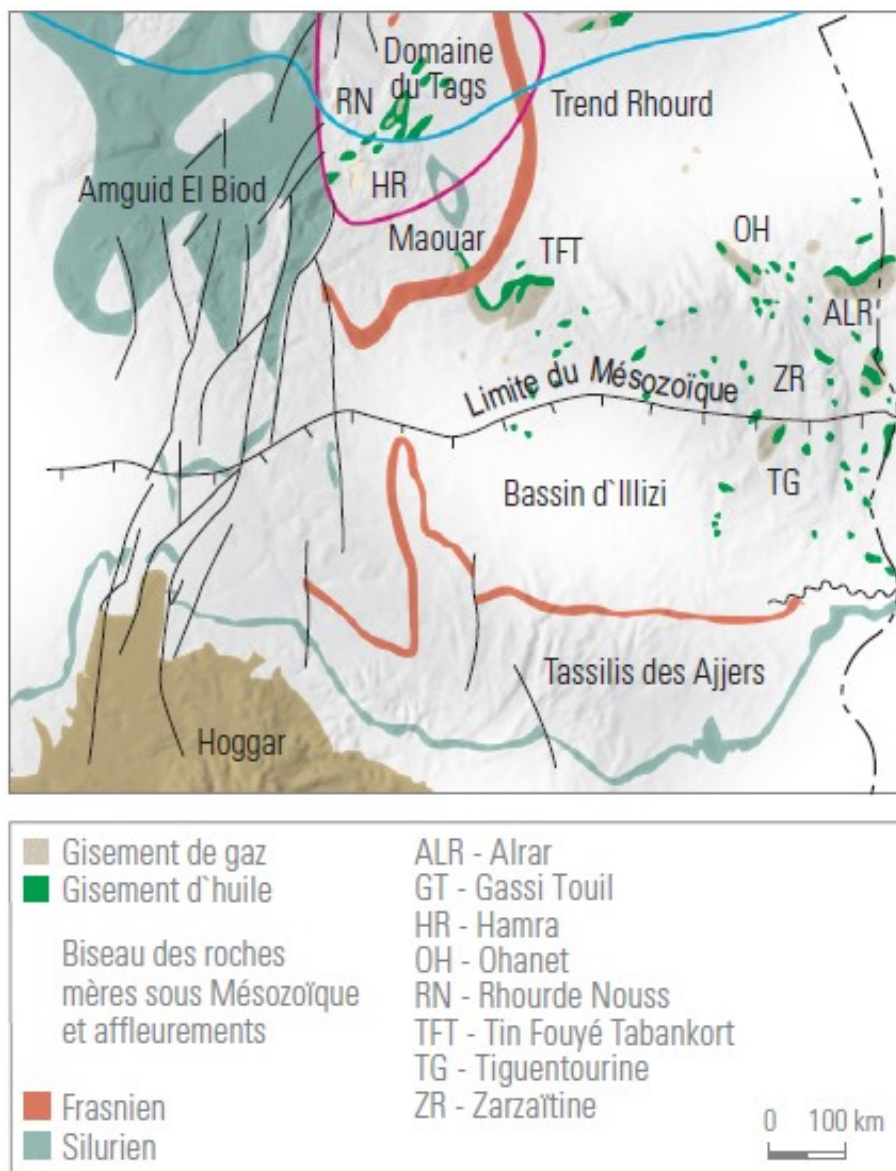 Domaine
du Tags
RN
Trend Rhourd
Amguid El Biod
HR
Maouar
TFT
OH
ALR
Limite du Mésozoïque
ZR
Bassin d`Illizi
TG
Tassilis des Ajjers
Hoggar
Gisement de gaz
Gisement d`huile
Biseau des roches
mères sous Mésozoïque
et affleurements
Frasnien
Silurien
ALR - Alrar
GT - Gassi Touil
HR - Hamra
OH - Ohanet
RN - Rhourde Nouss
TFT - Tin Fouyé Tabankort
TG - Tiguentourine
ZR - Zarzaïtine
0 100 km